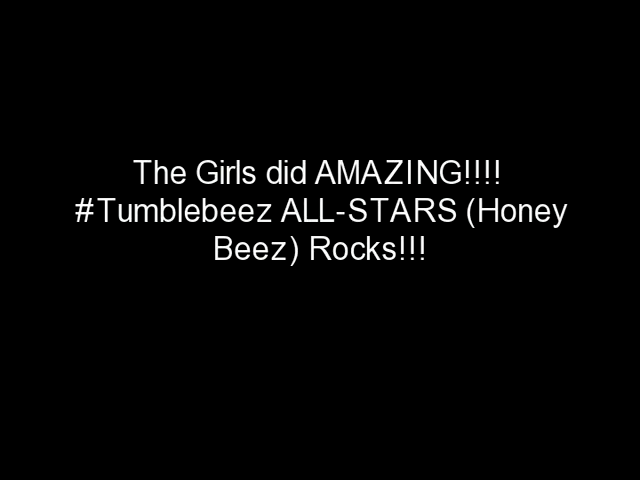 The Girls did AMAZING!!!!
#Tumblebeez ALL-STARS (Honey
Beez) Rocks!!!